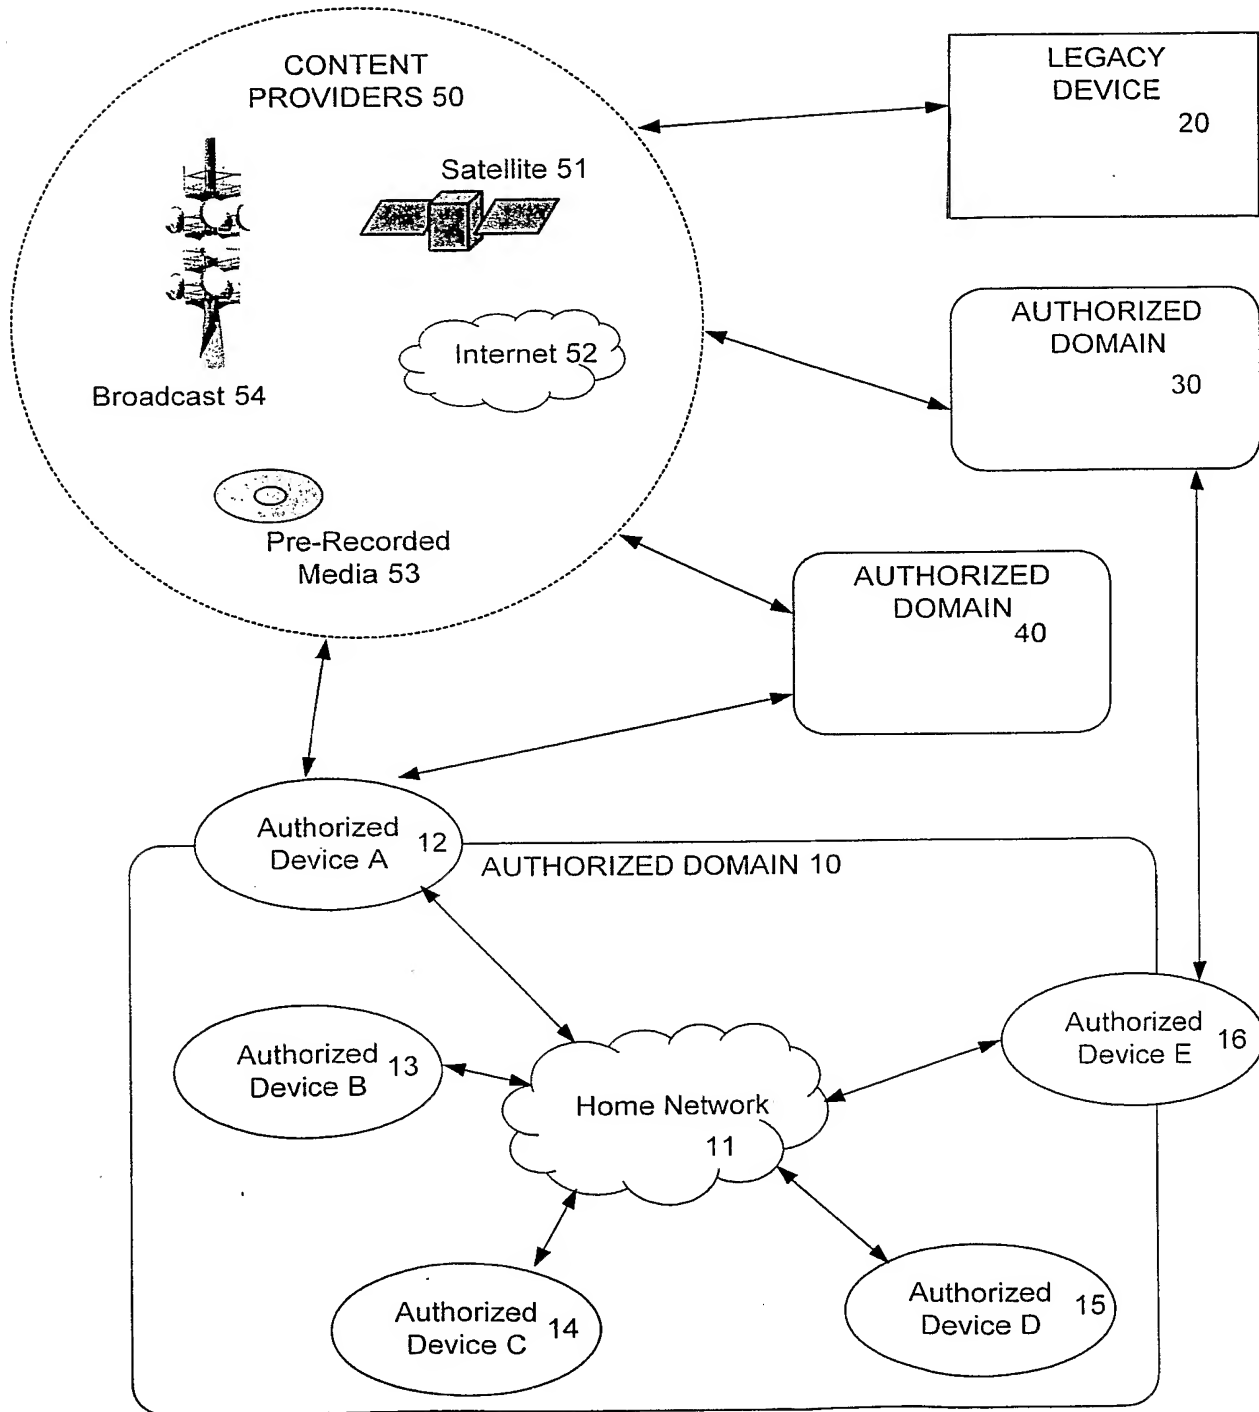 CONTENT
PROVIDERS 50
Satellite 51
Internet 52
Broadcast 54
Pre-Recorded
Media 53
LEGACY
DEVICE
20
AUTHORIZED
DOMAIN
30
AUTHORIZED
DOMAIN
40
Authorized
Device A
12
AUTHORIZED DOMAIN 10
Authorized
Device B
13
Home Network
11
Authorized
Device E
16
Authorized
Device C
14
Authorized
Device D
15